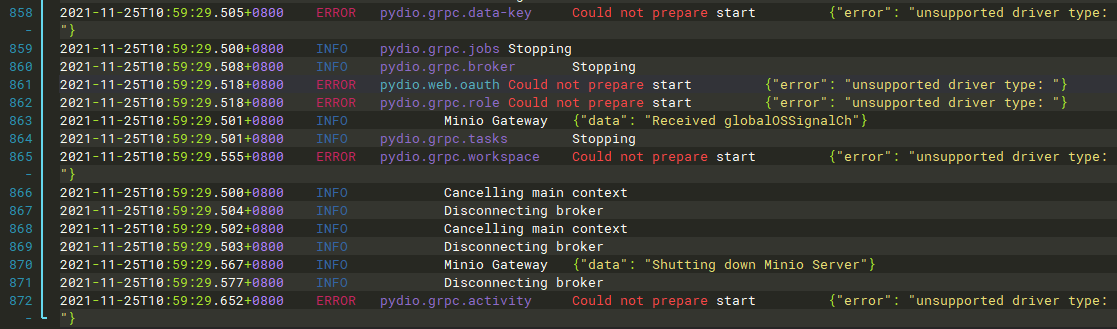 858 2021-11-25T10:59:29.505+0800 ERROR pydio.grpc.data-key Could not prepare start {"error": "unsupported driver type:
- "}
859 2021-11-25T10:59:29.500+0800 INFO pydio.grpc.jobs Stopping
860 2021-11-25T10:59:29.508+0800 INFO pydio.grpc.broker Stopping
861 2021-11-25T10:59:29.518+0800 ERROR pydio.web.oauth Could not prepare start {"error": "unsupported driver type: "}
862 2021-11-25T10:59:29.518+0800 ERROR pydio.grpc.role Could not prepare start {"error": "unsupported driver type: "}
863 2021-11-25T10:59:29.501+0800 INFO Minio Gateway {"data": "Received globalOSSignalCh"}
864 2021-11-25T10:59:29.501+0800 INFO pydio.grpc.tasks Stopping
865 2021-11-25T10:59:29.555+0800 ERROR pydio.grpc.workspace Could not prepare start {"error": "unsupported driver type:
- "}
866 2021-11-25T10:59:29.500+0800 INFO Cancelling main context
867 2021-11-25T10:59:29.504+0800 INFO Disconnecting broker
868 2021-11-25T10:59:29.502+0800 INFO Cancelling main context
869 2021-11-25T10:59:29.503+0800 INFO Disconnecting broker
870 2021-11-25T10:59:29.567+0800 INFO Minio Gateway {"data": "Shutting down Minio Server"}
871 2021-11-25T10:59:29.577+0800 INFO Disconnecting broker
872 2021-11-25T10:59:29.652+0800 ERROR pydio.grpc.activity Could not prepare start {"error": "unsupported driver type:
- "}